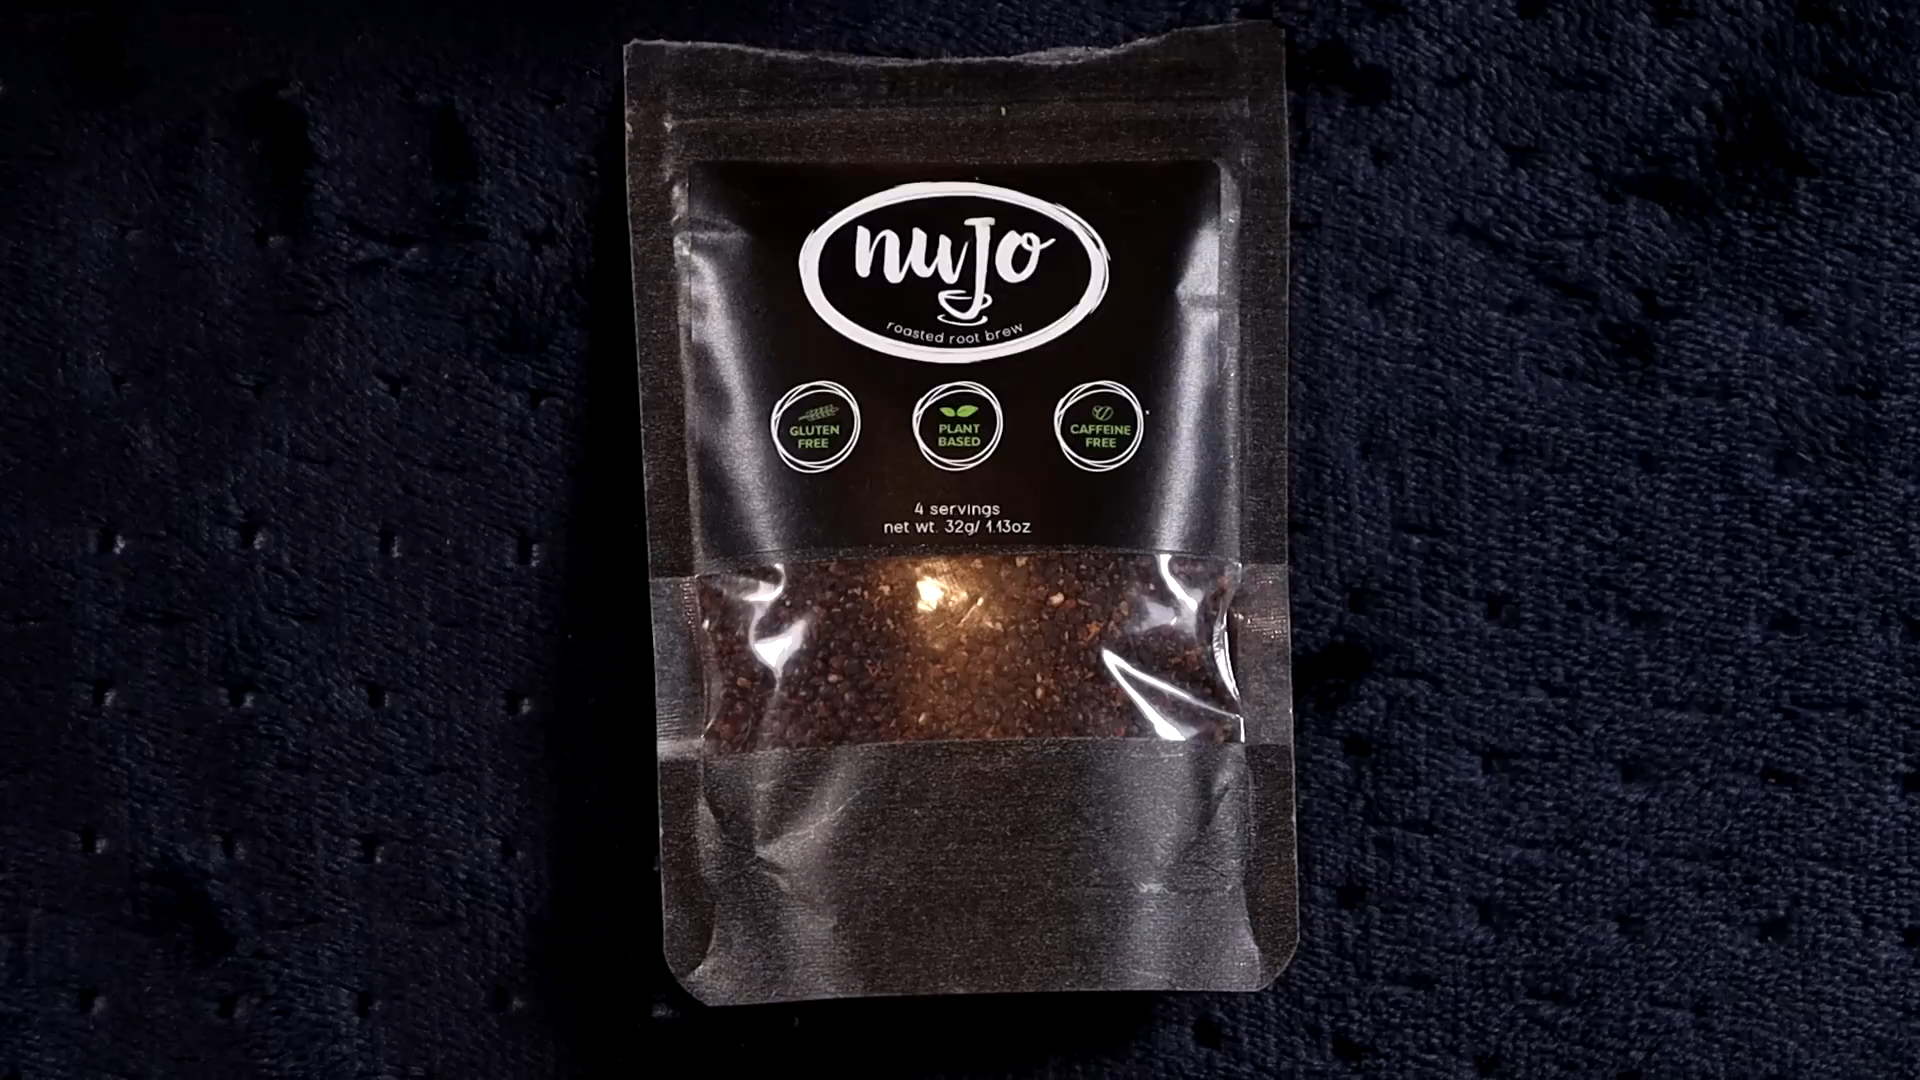 nuJo
roasted root brew
GLUTEN
FREE
PLANT
BASED
CAFFEINE
FREE
4 servings
net wt. 32g/ 1.13oz